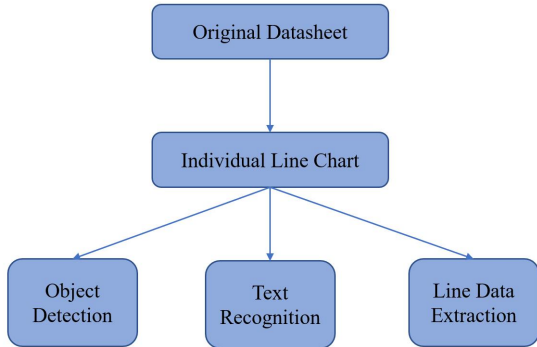 Original Datasheet
Individual Line Chart
Object
Detection
Text
Recognition
Line Data
Extraction